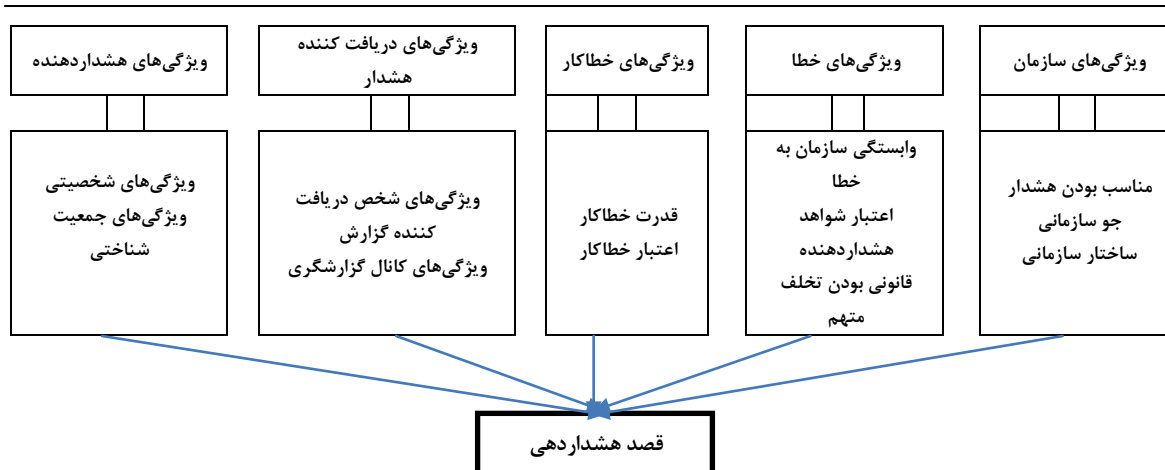 ویژگی‌های سازمان
ویژگی‌های خطا
ویژگی‌های خطاکار
ویژگی‌های دریافت کننده
هشدار
ویژگی‌های هشداردهنده
مناسب بودن هشدار
جو سازمانی
ساختار سازمانی
وابستگی سازمان به
خطا
اعتبار شواهد
هشداردهنده
قانونی بودن تخلف
متهم
قدرت خطاکار
اعتبار خطاکار
ویژگی‌های شخص دریافت
کننده گزارش
ویژگی‌های کانال گزارشگری
ویژگی‌های شخصیتی
ویژگی‌های جمعیت
شناختی
قصد هشداردهی